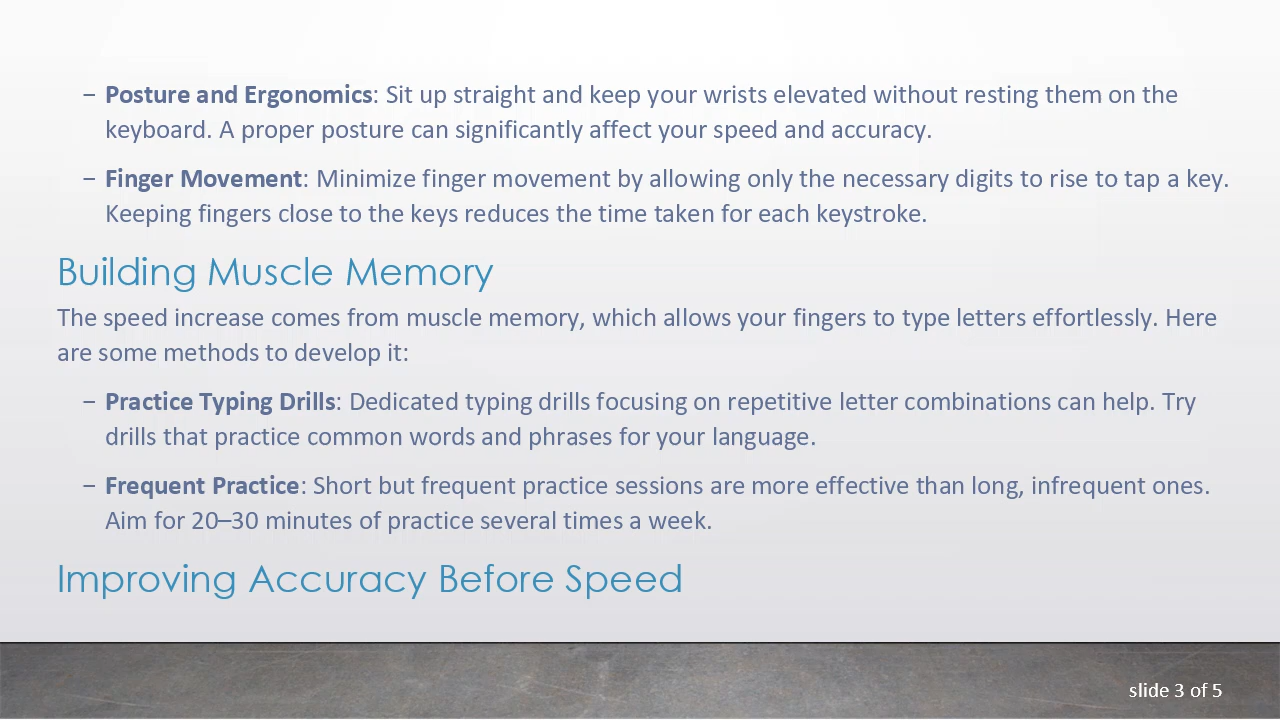 − Posture and Ergonomics: Sit up straight and keep your wrists elevated without resting them on the
keyboard. A proper posture can significantly affect your speed and accuracy.
− Finger Movement: Minimize finger movement by allowing only the necessary digits to rise to tap a key.
Keeping fingers close to the keys reduces the time taken for each keystroke.
Building Muscle Memory
The speed increase comes from muscle memory, which allows your fingers to type letters effortlessly. Here
are some methods to develop it:
− Practice Typing Drills: Dedicated typing drills focusing on repetitive letter combinations can help. Try
drills that practice common words and phrases for your language.
− Frequent Practice: Short but frequent practice sessions are more effective than long, infrequent ones.
Aim for 20–30 minutes of practice several times a week.
Improving Accuracy Before Speed
slide 3 of 5